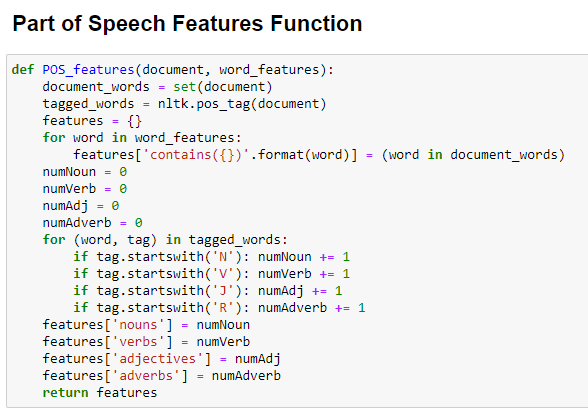 Part of Speech Features Function
def POS_features(document, word_features):
    document_words = set(document)
    tagged_words = nltk.pos_tag(document)
    features = {}
    for word in word_features:
        features['contains({})'.format(word)] = (word in document_words)
    numNoun = 0
    numVerb = 0
    numAdj = 0
    numAdverb = 0
    for (word, tag) in tagged_words:
        if tag.startswith('N'): numNoun += 1
        if tag.startswith('V'): numVerb += 1
        if tag.startswith('J'): numAdj += 1
        if tag.startswith('R'): numAdverb += 1
    features['nouns'] = numNoun
    features['verbs'] = numVerb
    features['adjectives'] = numAdj
    features['adverbs'] = numAdverb
    return features